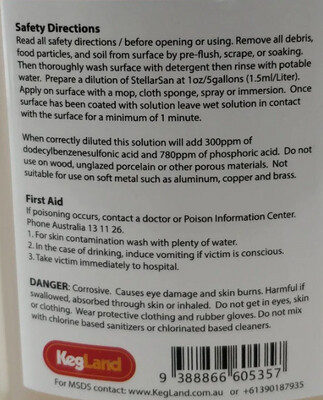 Safety Directions
Read all safety directions / before opening or using. Remove all debris,
food particles, and soil from surface by pre-flush, scrape, or soaking.
Then thoroughly wash surface with detergent then rinse with potable
water. Prepare a dilution of StellarSan at 1oz/5gallons (1.5ml/Liter).
Apply on surface with a mop, cloth sponge, spray or immersion. Once
surface has been coated with solution leave wet solution in contact
with the surface for a minimum of 1 minute.
When correctly diluted this solution will add 300ppm of
dodecylbenzenesulfonic acid and 780ppm of phosphoric acid. Do not
use on wood, unglazed porcelain or other porous materials. Not
suitable for use on soft metal such as aluminum, copper and brass.
First Aid
If poisoning occurs, contact a doctor or Poison Information Center.
Phone Australia 13 11 26.
1. For skin contamination wash with plenty of water.
2. In the case of drinking, induce vomiting if victim is conscious.
3. Take victim immediately to hospital.
DANGER: Corrosive. Causes eye damage and skin burns. Harmful if
swallowed, absorbed through skin or inhaled. Do not get in eyes, skin
or clothing. Wear protective clothing and rubber gloves. Do not mix
with chlorine based sanitizers or chlorinated based cleaners.
KegLand
9 388866 605357
For MSDS contact: www.KegLand.com.au or +61390187935